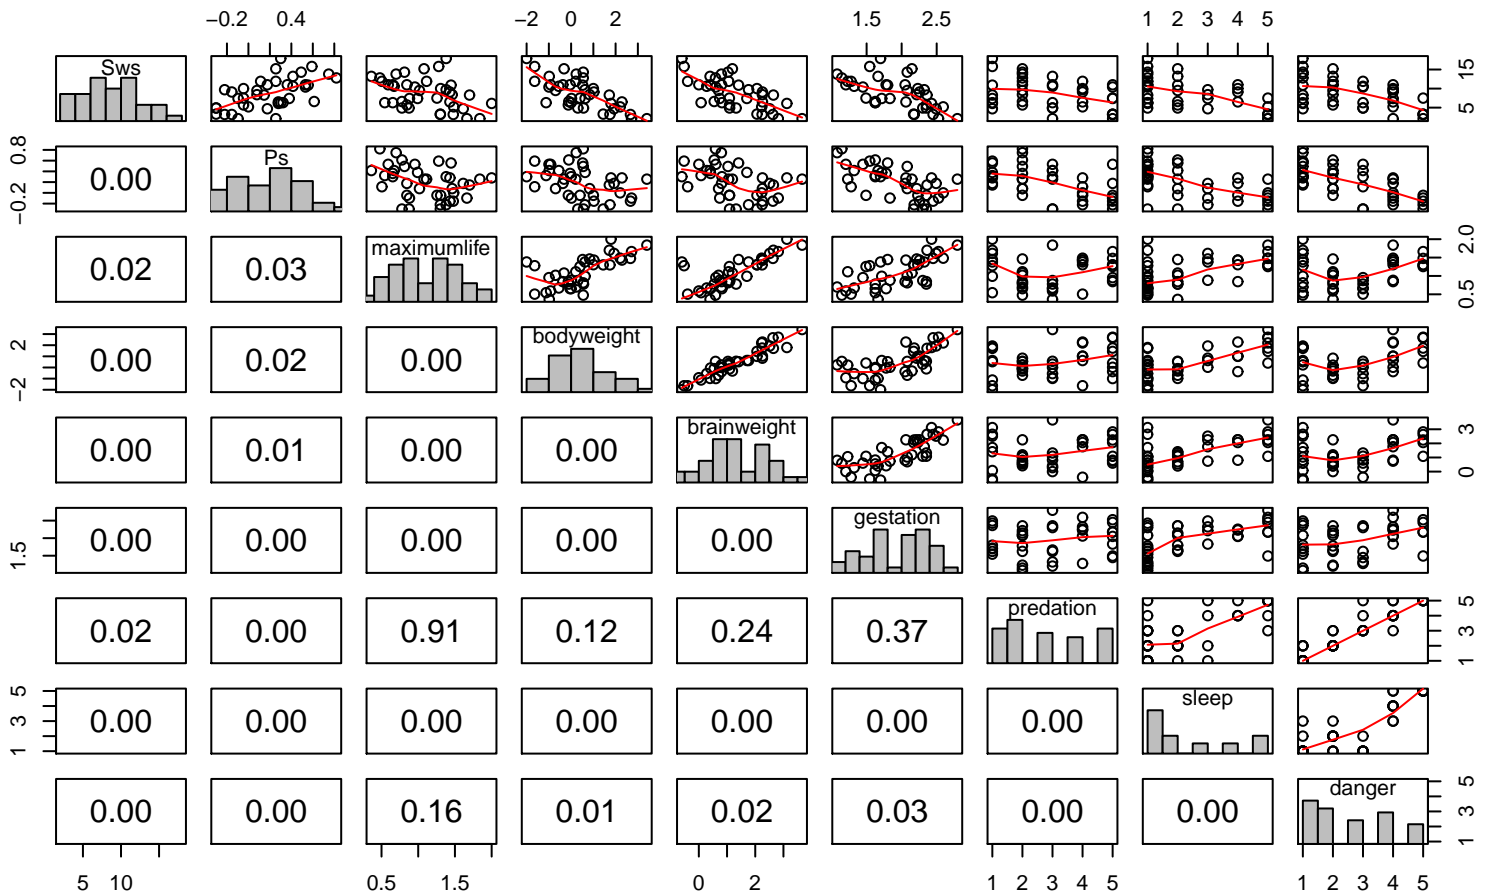 −0.2 0.4 −2 0 2 1.5 2.5 1 2 3 4 5
Sws 5 15
−0.2 0.8 0.00 Ps
0.02 0.03 maximumlife 0.5 2.0
−2 2 0.00 0.02 0.00 bodyweight
0.00 0.01 0.00 0.00 brainweight 0 3
1.5 0.00 0.00 0.00 0.00 0.00 gestation
0.02 0.00 0.91 0.12 0.24 0.37 predation 1 3 5
1 3 5 0.00 0.00 0.00 0.00 0.00 0.00 0.00 sleep
0.00 0.00 0.16 0.01 0.02 0.03 0.00 0.00 danger 1 3 5
5 10 0.5 1.5 0 2 1 2 3 4 5 1 2 3 4 5